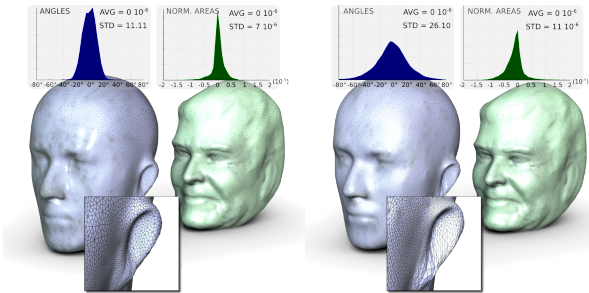 ANGLES
AVG = 0 10⁻⁶
STD = 11.11
-80° -60° -40° -20° 0° 20° 40° 60° 80°
NORM. AREAS
AVG = 0 10⁻⁶
STD = 7 10⁻⁶
-2 -1.5 -1 -0.5 0 0.5 1 1.5 2
ANGLES
AVG = 0 10⁻⁶
STD = 26.10
-80° -60° -40° -20° 0° 20° 40° 60° 80°
NORM. AREAS
AVG = 0 10⁻⁶
STD = 11 10⁻⁶
-2 -1.5 -1 -0.5 0 0.5 1 1.5 2